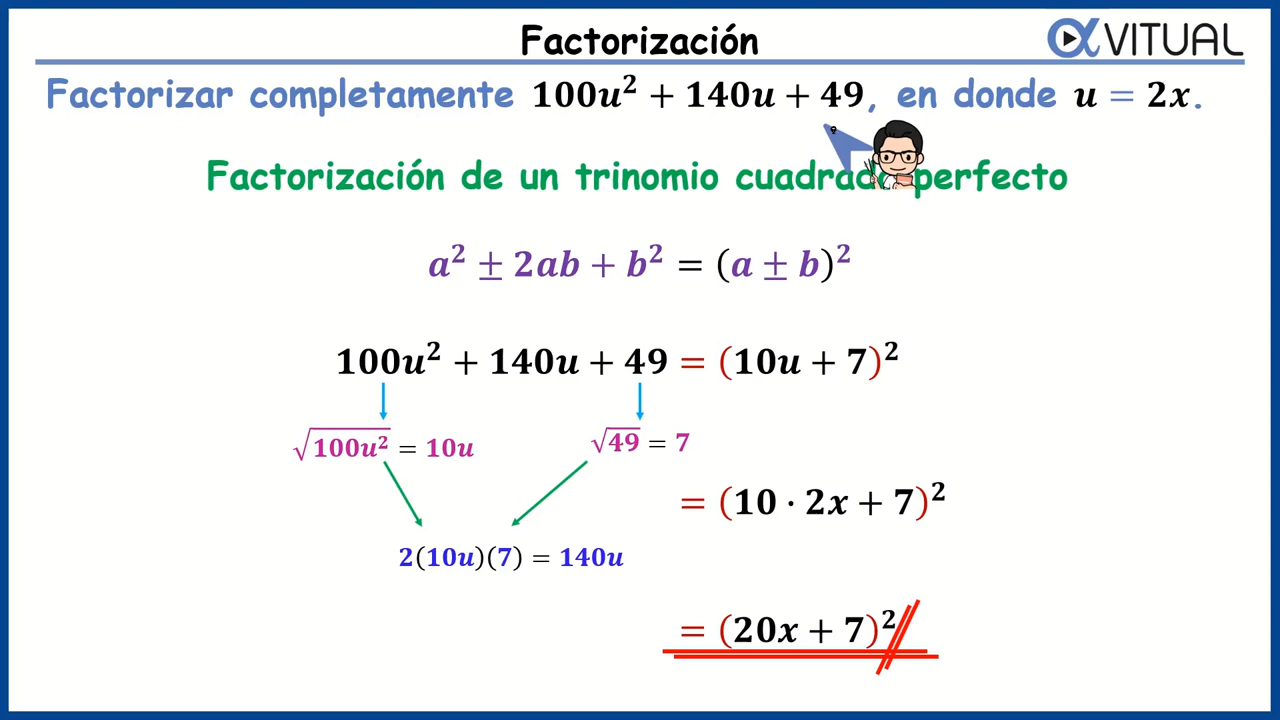 Factorización
αVITUAL
Factorizar completamente 100u² + 140u + 49, en donde u = 2x.
Factorización de un trinomio cuadrado perfecto
a² ± 2ab + b² = (a ± b)²
100u² + 140u + 49 = (10u + 7)²
√100u² = 10u
√49 = 7
= (10 · 2x + 7)²
2(10u)(7) = 140u
= (20x + 7)²